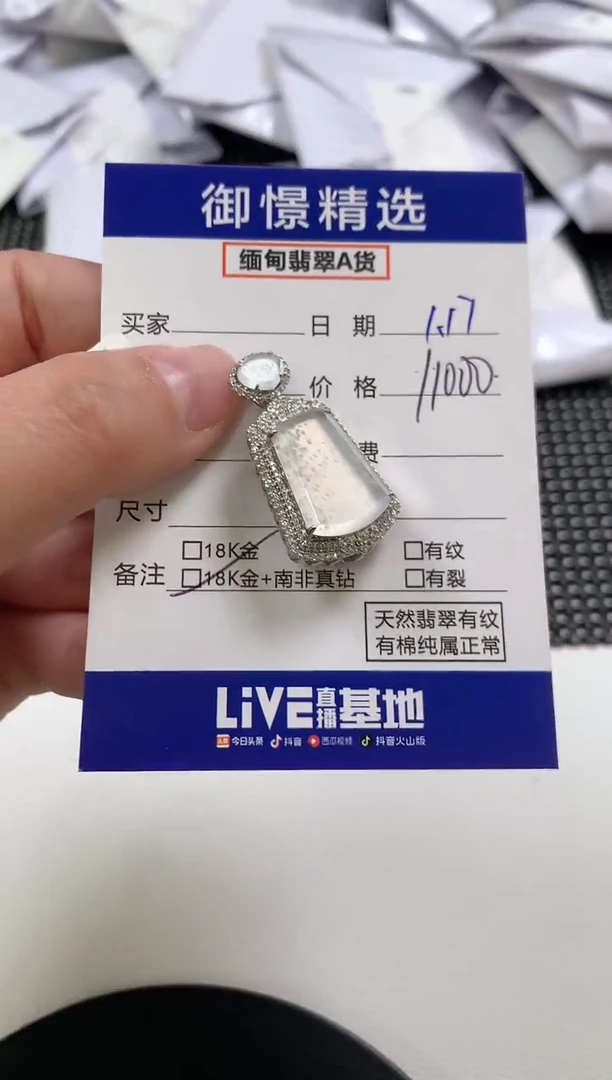 御憬精选
缅甸翡翠A货
买家 日 期 1.17
价 格 11000
费
尺寸
备注 □18K金 □有纹
□18K金+南非真钻 □有裂
天然翡翠有纹
有棉纯属正常
LiVE直播基地
头条 今日头条 抖音 西瓜视频 抖音火山版